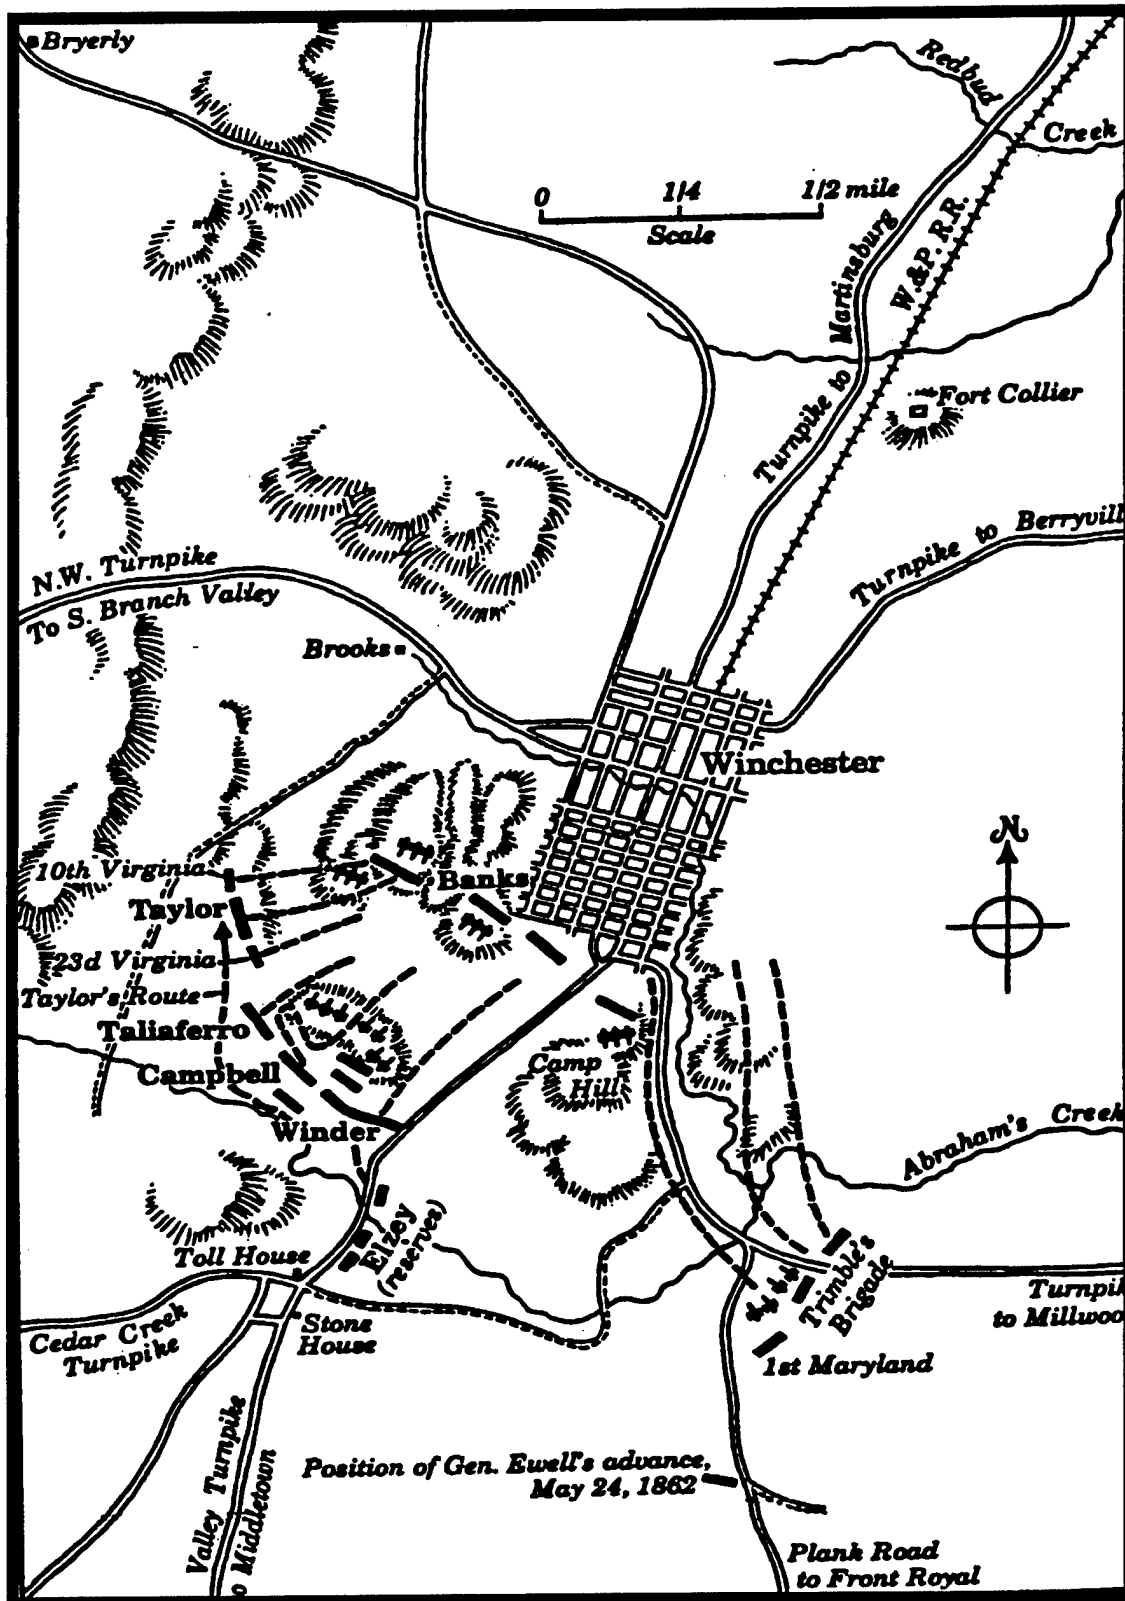 Bryerly
Redbud
Creek
0 1/4 1/2 mile
Scale
Turnpike to Martinsburg
W.&P. R.R.
Fort Collier
N.W. Turnpike
To S. Branch Valley
Turnpike to Berryvill
Brooks
Winchester
N
10th Virginia
Banks
Taylor
23d Virginia
Taylor's Route
Taliaferro
Campbell
Camp
Hill
Winder
Abraham's Creek
Elzey
(reserves)
Toll House
Trimble's
Brigade
Turnpik
to Millwoo
Cedar Creek
Turnpike
Stone
House
1st Maryland
Valley Turnpike
o Middletown
Position of Gen. Ewell's advance,
May 24, 1862
Plank Road
to Front Royal